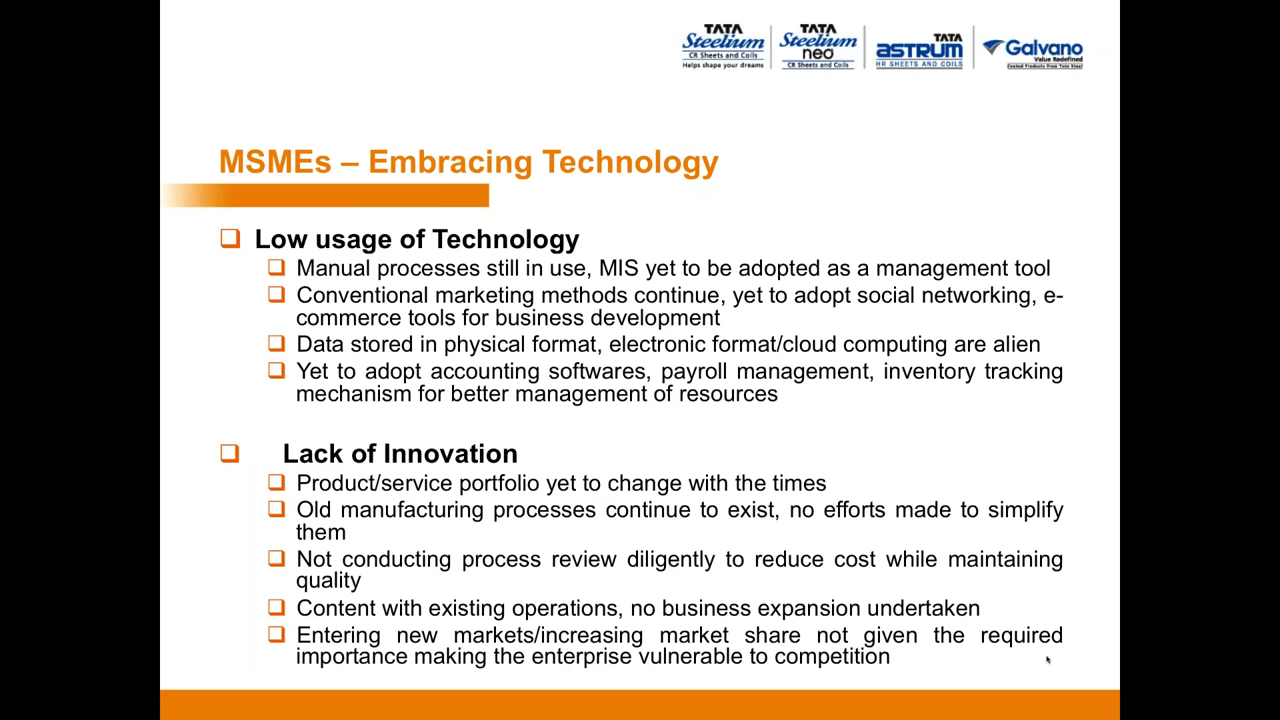 TATA
Steelium
CR Sheets and Coils
Helps shape your dreams
TATA
Steelium
neo
CR Sheets and Coils
TATA
ASTRUM
HR SHEETS AND COILS
Galvano
Value Redefined
Coated Products from Tata Steel
MSMEs – Embracing Technology
Low usage of Technology
Manual processes still in use, MIS yet to be adopted as a management tool
Conventional marketing methods continue, yet to adopt social networking, e-
commerce tools for business development
Data stored in physical format, electronic format/cloud computing are alien
Yet to adopt accounting softwares, payroll management, inventory tracking
mechanism for better management of resources
Lack of Innovation
Product/service portfolio yet to change with the times
Old manufacturing processes continue to exist, no efforts made to simplify
them
Not conducting process review diligently to reduce cost while maintaining
quality
Content with existing operations, no business expansion undertaken
Entering new markets/increasing market share not given the required
importance making the enterprise vulnerable to competition